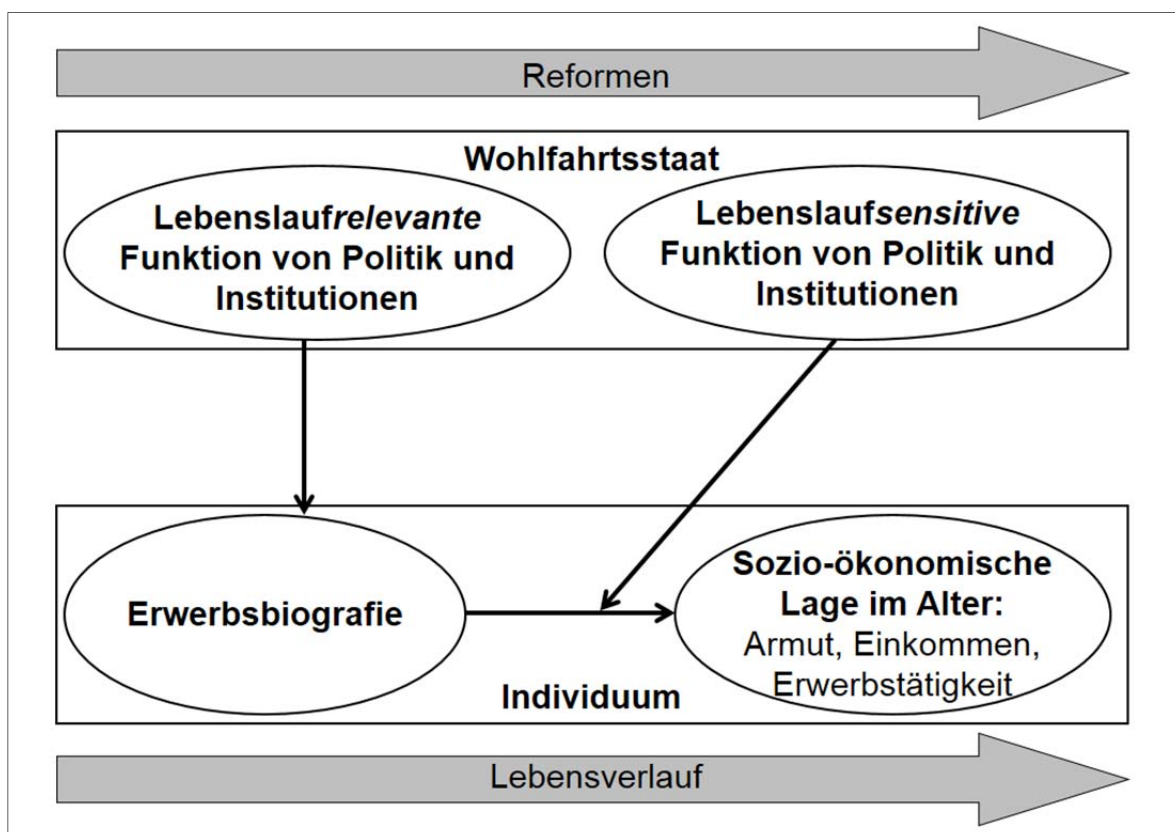 Reformen
Wohlfahrtsstaat
Lebenslaufrelevante
Funktion von Politik und
Institutionen
Lebenslaufsensitive
Funktion von Politik und
Institutionen
Erwerbsbiografie
Sozio-ökonomische
Lage im Alter:
Armut, Einkommen,
Erwerbstätigkeit
Individuum
Lebensverlauf